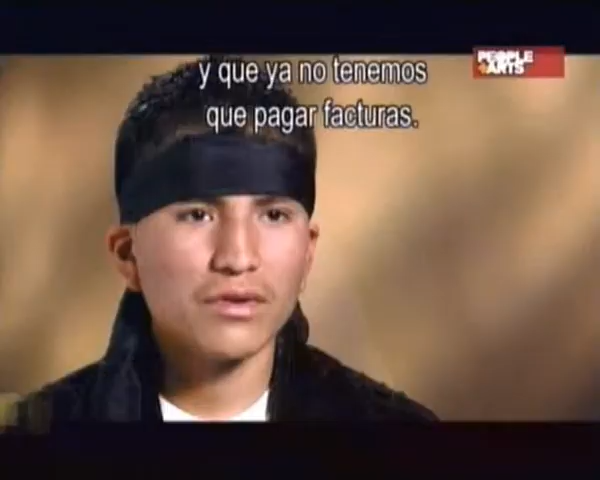 y que ya no tenemos
que pagar facturas.
PEOPLE
+ARTS